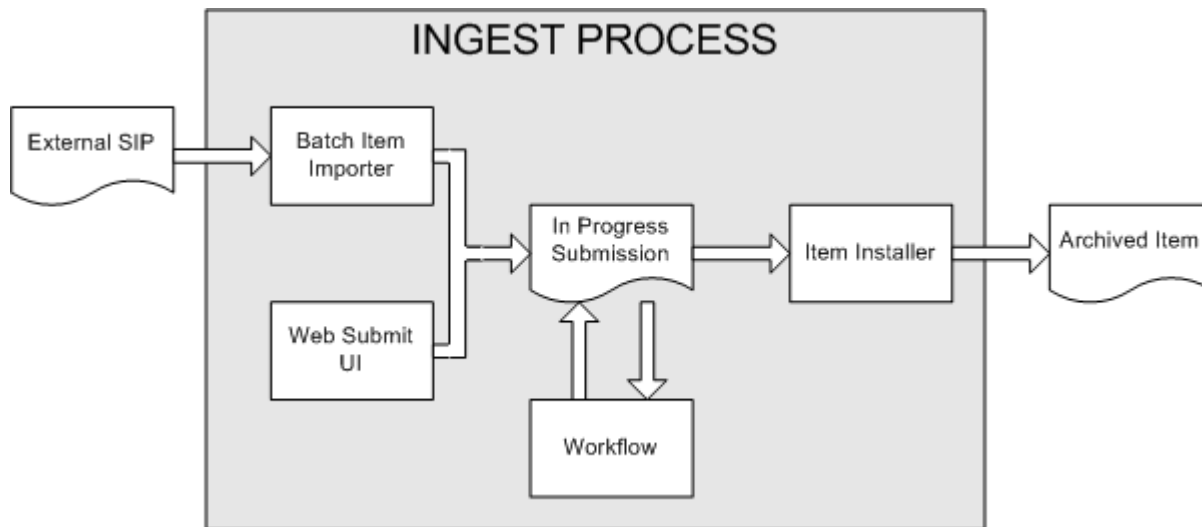 INGEST PROCESS
External SIP
Batch Item
Importer
In Progress
Submission
Item Installer
Archived Item
Web Submit
UI
Workflow